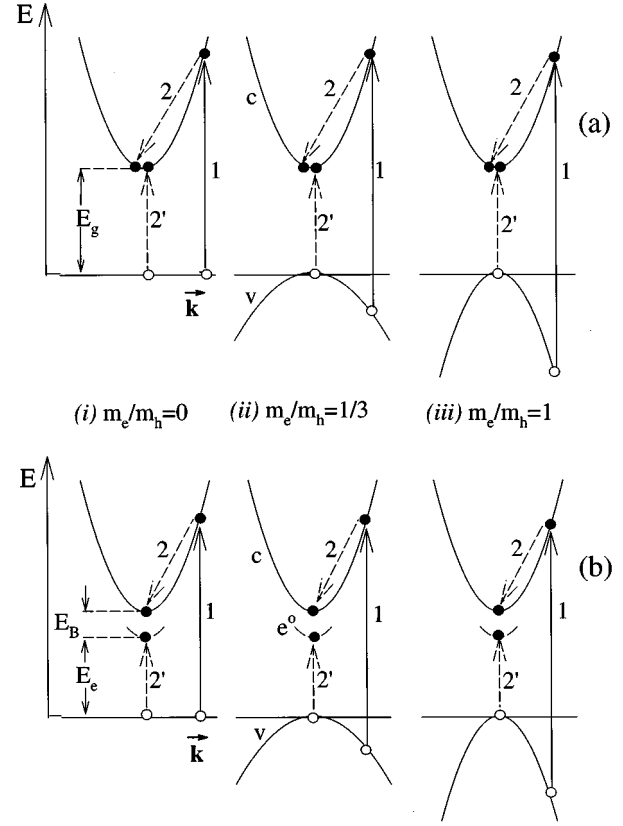 E
2
c
2
2
(a)
1
1
1
E_g
2'
2'
2'
v
k
(i) m_e/m_h=0
(ii) m_e/m_h=1/3
(iii) m_e/m_h=1
E
2
c
2
2
(b)
E_B
1
e^o
1
1
E_e
2'
2'
2'
v
k